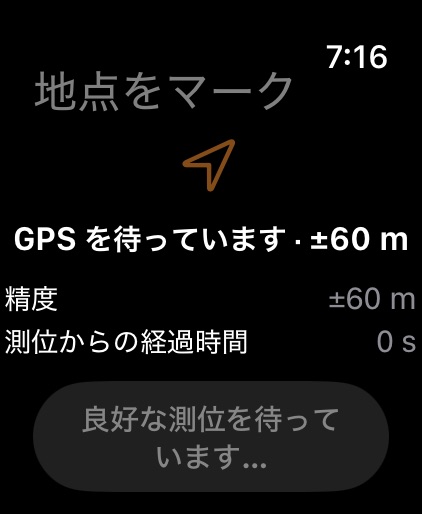 7:16
地点をマーク
GPS を待っています · ±60 m
精度 ±60 m
測位からの経過時間 0 s
良好な測位を待って
います...